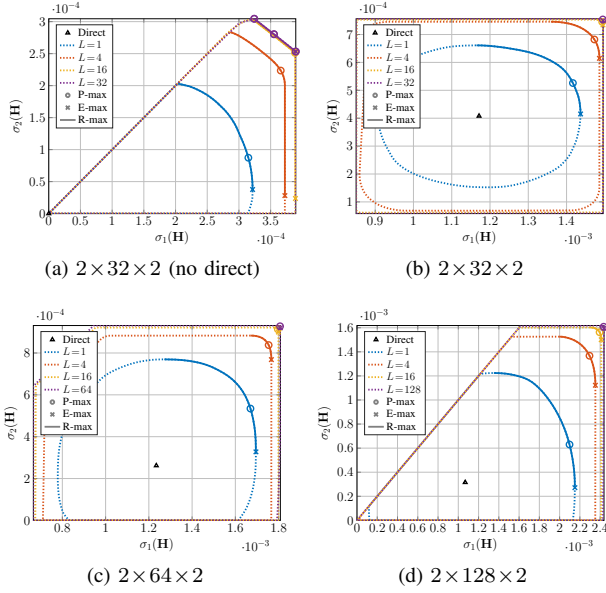 ·10⁻⁴
3
2.5
2
1.5
1
0.5
0
σ₂(H)
Direct
L=1
L=4
L=16
L=32
P-max
E-max
R-max
0 0.5 1 1.5 2 2.5 3 3.5
σ₁(H) ·10⁻⁴
(a) 2×32×2 (no direct)
·10⁻⁴
7
6
5
4
3
2
1
σ₂(H)
Direct
L=1
L=4
L=16
L=32
P-max
E-max
R-max
0.9 1 1.1 1.2 1.3 1.4 1.5
σ₁(H) ·10⁻³
(b) 2×32×2
·10⁻⁴
8
6
4
2
0
σ₂(H)
Direct
L=1
L=4
L=16
L=64
P-max
E-max
R-max
0.8 1 1.2 1.4 1.6 1.8
σ₁(H) ·10⁻³
(c) 2×64×2
·10⁻³
1.6
1.4
1.2
1
0.8
0.6
0.4
0.2
0
σ₂(H)
Direct
L=1
L=4
L=16
L=128
P-max
E-max
R-max
0 0.2 0.4 0.6 0.8 1 1.2 1.4 1.6 1.8 2 2.2 2.4
σ₁(H) ·10⁻³
(d) 2×128×2